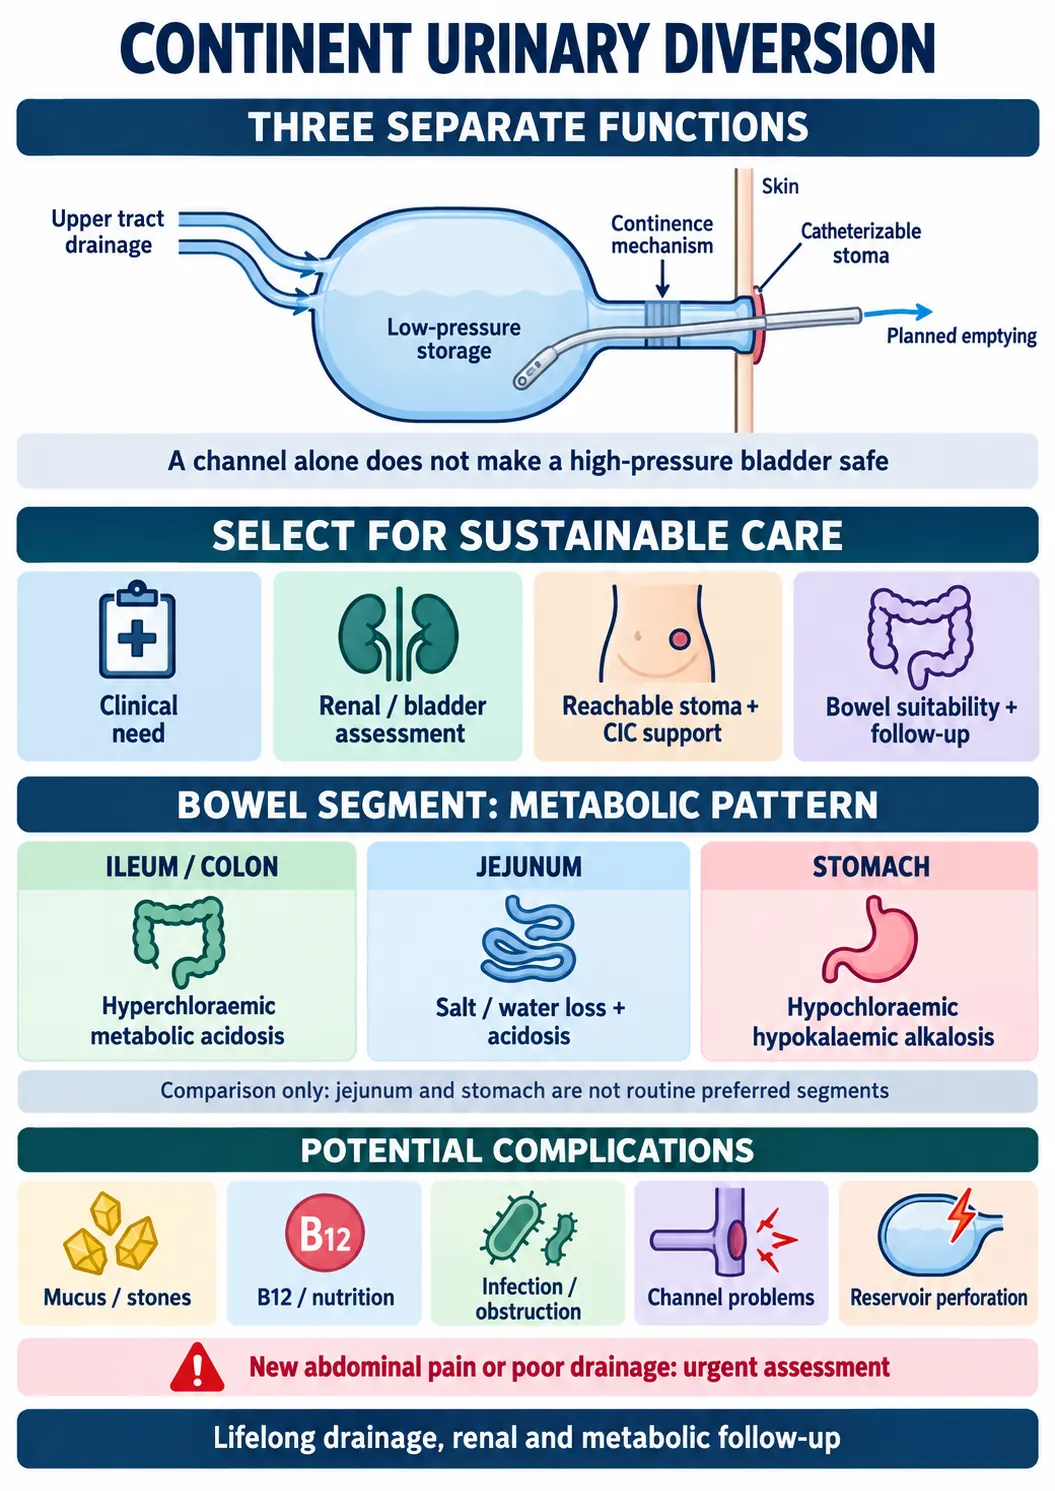 CONTINENT URINARY DIVERSION
THREE SEPARATE FUNCTIONS
Upper tract
drainage
Low-pressure
storage
Continence
mechanism
Skin
Catheterizable
stoma
Planned emptying
A channel alone does not make a high-pressure bladder safe
SELECT FOR SUSTAINABLE CARE
Clinical
need
Renal / bladder
assessment
Reachable stoma +
CIC support
Bowel suitability +
follow-up
BOWEL SEGMENT: METABOLIC PATTERN
ILEUM / COLON
Hyperchloraemic
metabolic acidosis
JEJUNUM
Salt / water loss +
acidosis
STOMACH
Hypochloraemic
hypokalaemic alkalosis
Comparison only: jejunum and stomach are not routine preferred segments
POTENTIAL COMPLICATIONS
Mucus / stones
B12
B12 / nutrition
Infection /
obstruction
Channel problems
Reservoir perforation
! New abdominal pain or poor drainage: urgent assessment
Lifelong drainage, renal and metabolic follow-up